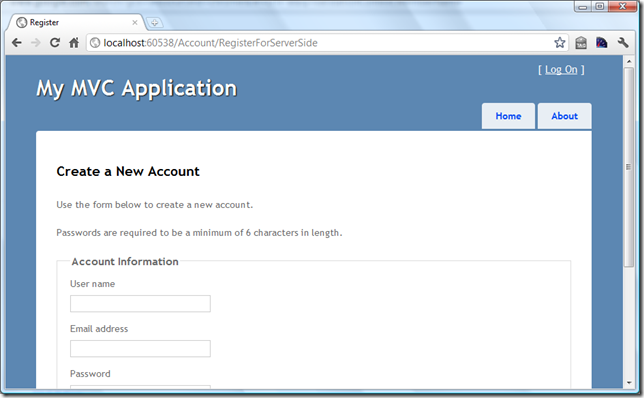 Register
localhost:60538/Account/RegisterForServerSide
[ Log On ]
My MVC Application
Home
About
Create a New Account
Use the form below to create a new account.
Passwords are required to be a minimum of 6 characters in length.
Account Information
User name
Email address
Password